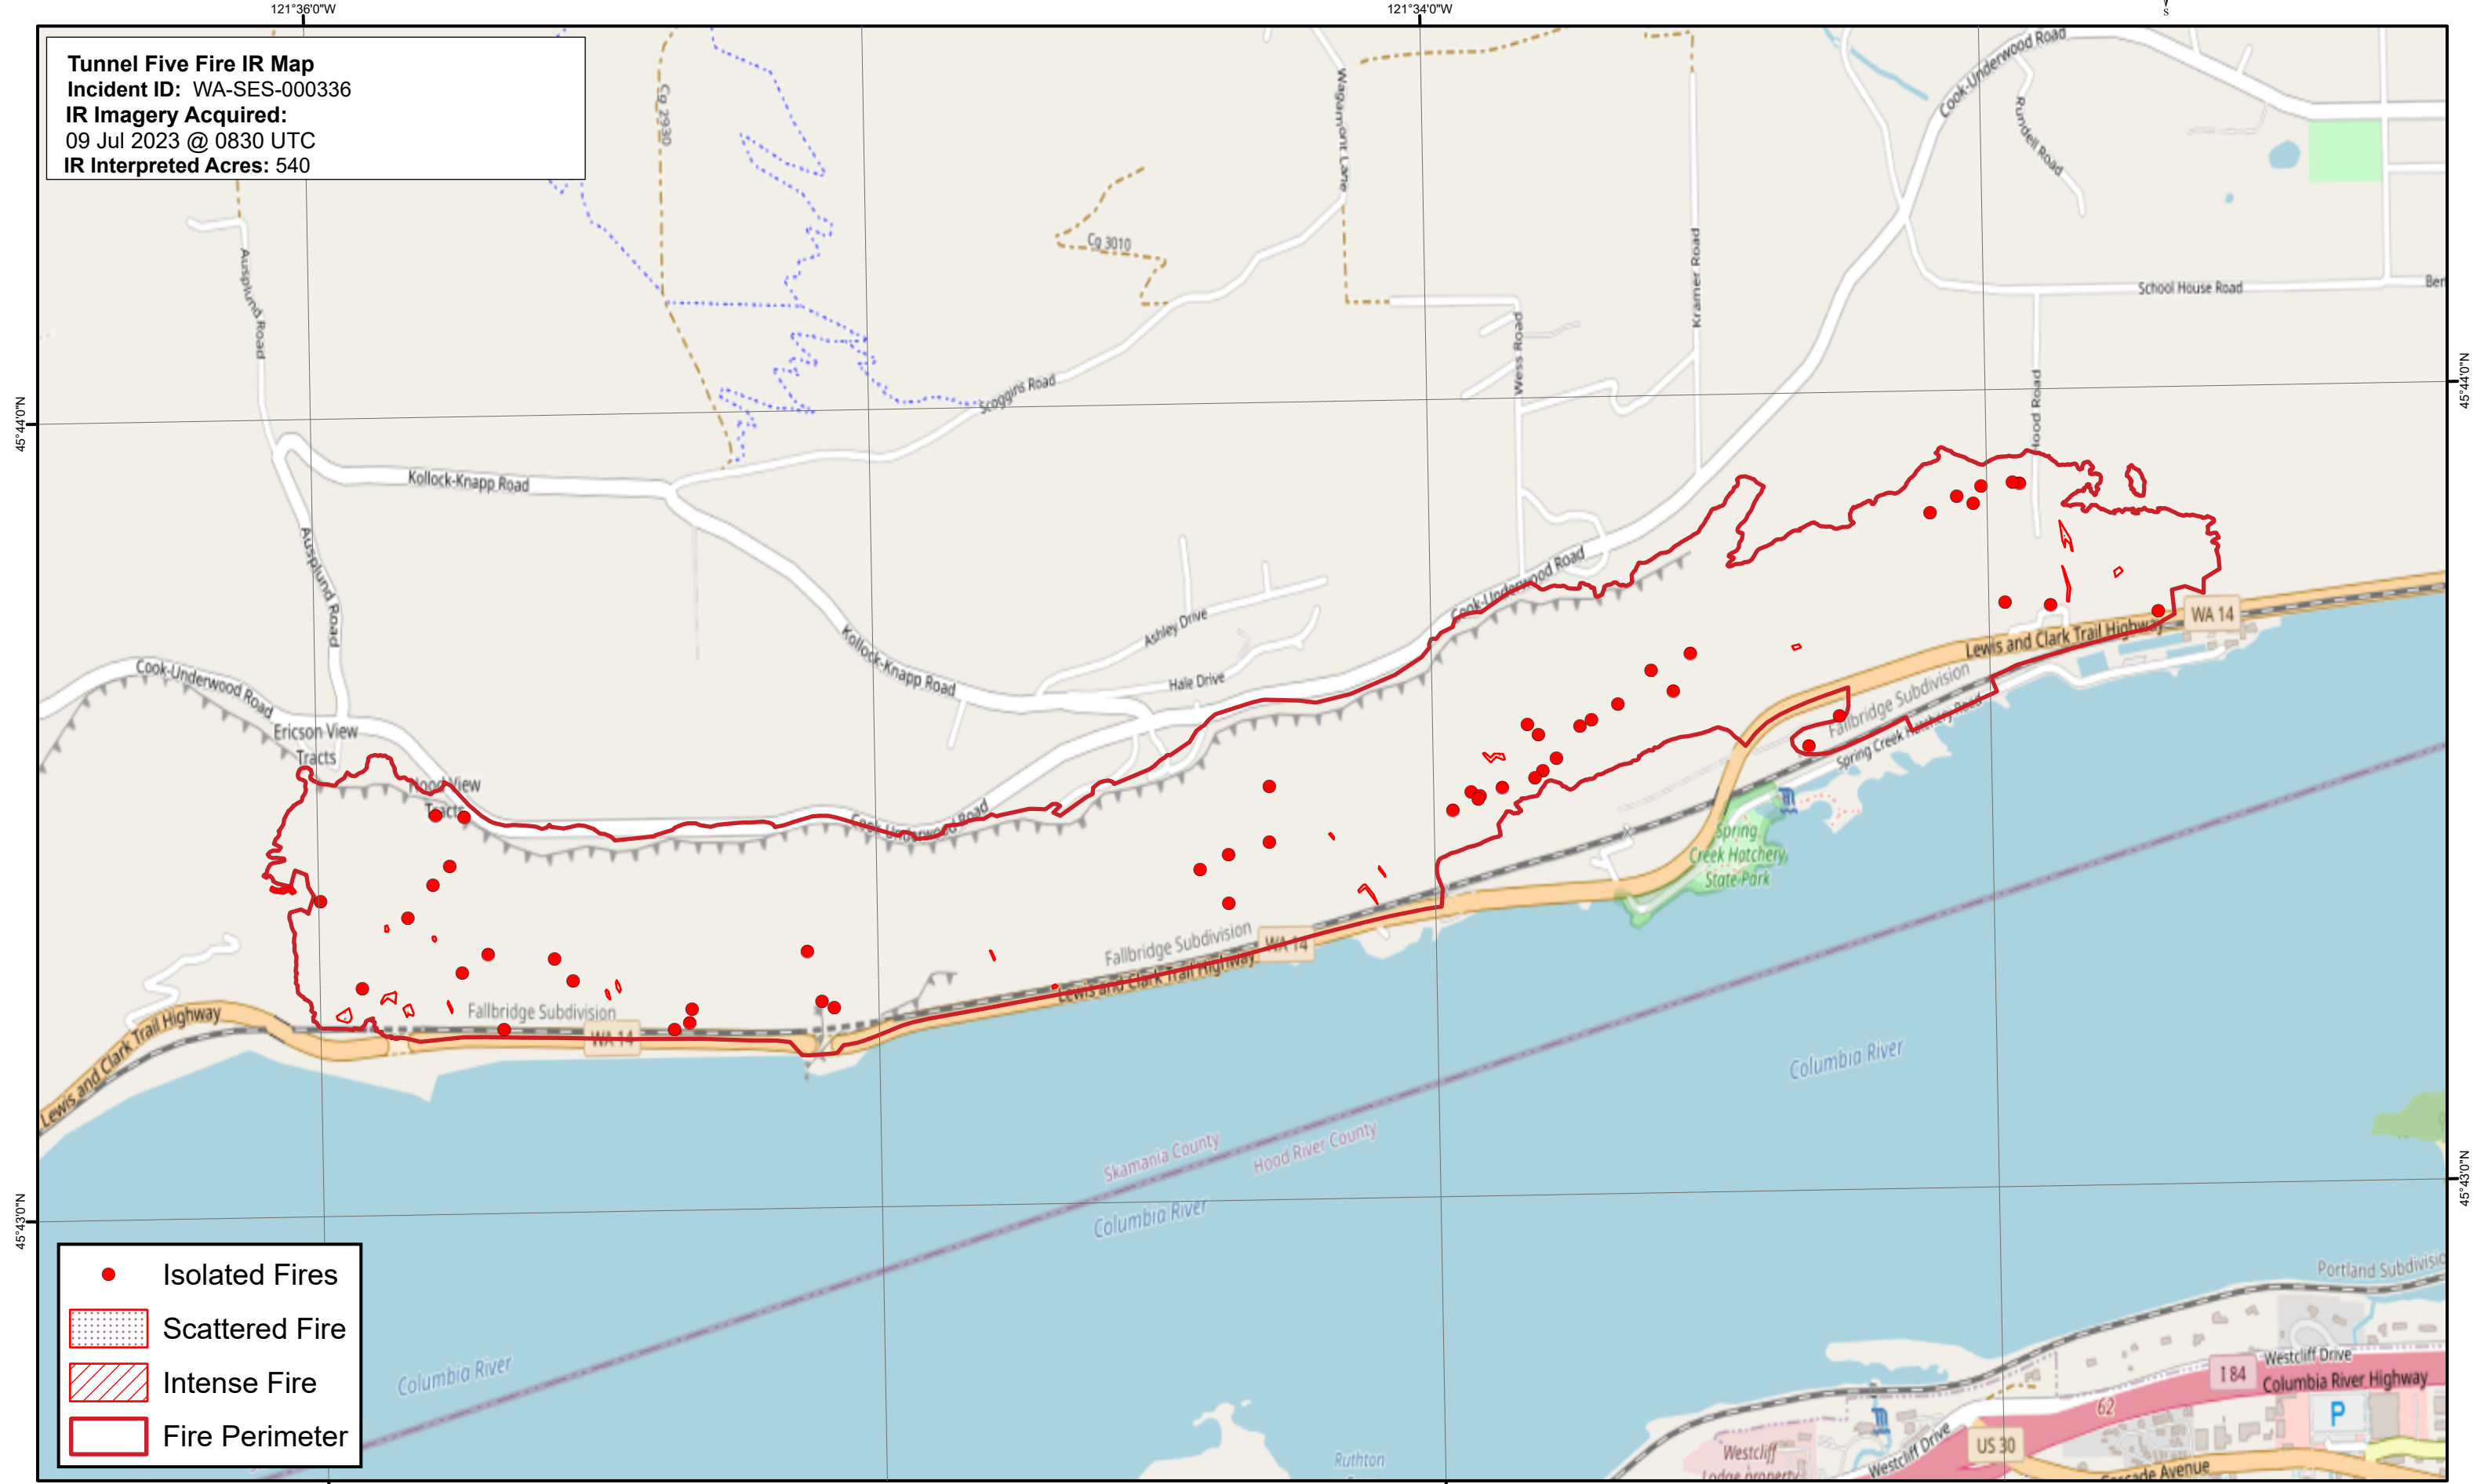 121°36'0"W
121°34'0"W
S
Tunnel Five Fire IR Map
Incident ID: WA-SES-000336
IR Imagery Acquired:
09 Jul 2023 @ 0830 UTC
IR Interpreted Acres: 540
Cook-Underwood Road
Cg 2930
Wagamont Lane
Rundell Road
Ausplund Road
Cg 3010
Kramer Road
School House Road
Ber
Wess Road
Hood Road
45°44'0"N
45°44'0"N
Scoggins Road
Kollock-Knapp Road
Ausplund Road
Cook-Underwood Road
Ashley Drive
Kollock-Knapp Road
Hale Drive
WA 14
Lewis and Clark Trail Highway
Cook-Underwood Road
Ericson View
Tracts
Fallbridge Subdivision
Spring Creek Hatchery Road
Hood View
Tracts
Cook-Underwood Road
Spring
Creek Hatchery
State Park
Fallbridge Subdivision
WA 14
Lewis and Clark Trail Highway
Lewis and Clark Trail Highway
Fallbridge Subdivision
WA 14
Columbia River
Skamania County
Hood River County
Columbia River
45°43'0"N
45°43'0"N
Isolated Fires
Scattered Fire
Intense Fire
Fire Perimeter
Columbia River
Portland Subdivisio
Westcliff Drive
I 84
Columbia River Highway
62
P
US 30
Westcliff Drive
Westcliff
Lodge property
Ruthton
Cascade Avenue